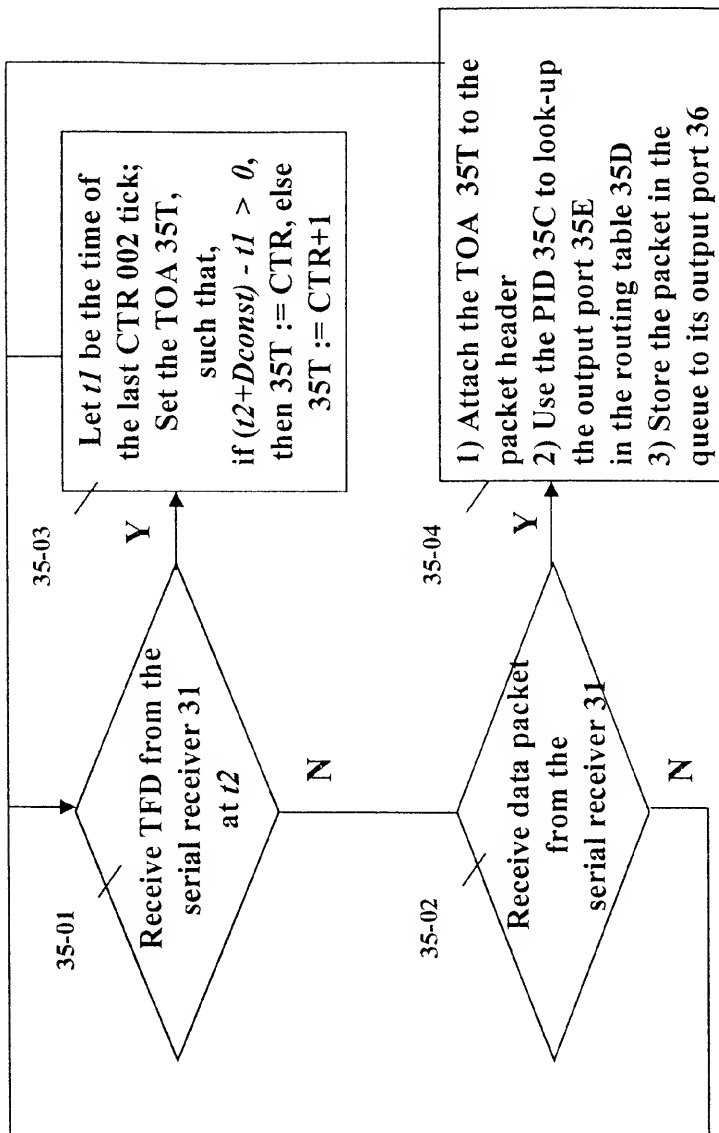 35-01
Receive TFD from the
serial receiver 31
at t2
Y
N
35-03
Let t1 be the time of
the last CTR 002 tick;
Set the TOA 35T,
such that,
if (t2+Dconst) - t1 > 0,
then 35T := CTR, else
35T := CTR+1
35-02
Receive data packet
from the
serial receiver 31
Y
N
35-04
1) Attach the TOA 35T to the
packet header
2) Use the PID 35C to look-up
the output port 35E
in the routing table 35D
3) Store the packet in the
queue to its output port 36